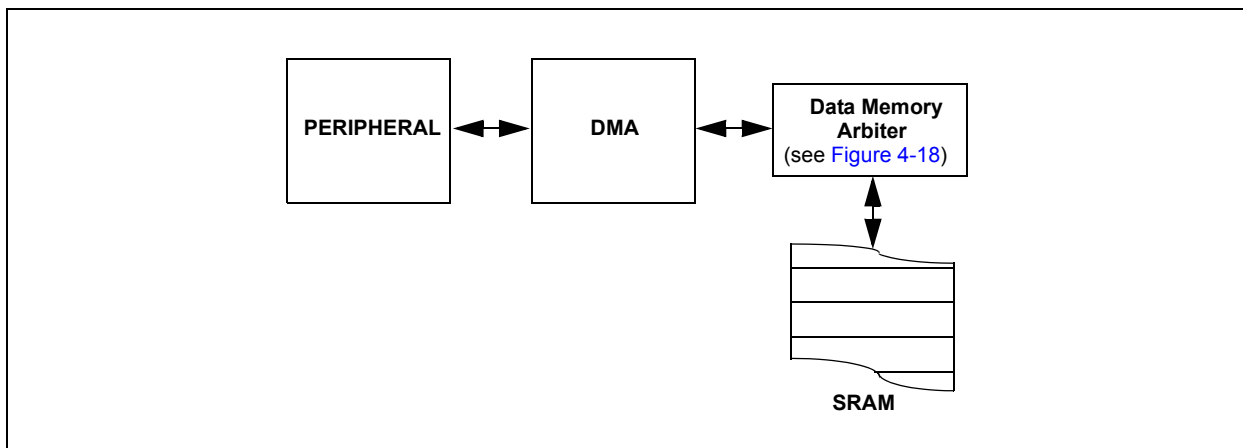 PERIPHERAL
DMA
Data Memory
Arbiter
(see Figure 4-18)
SRAM